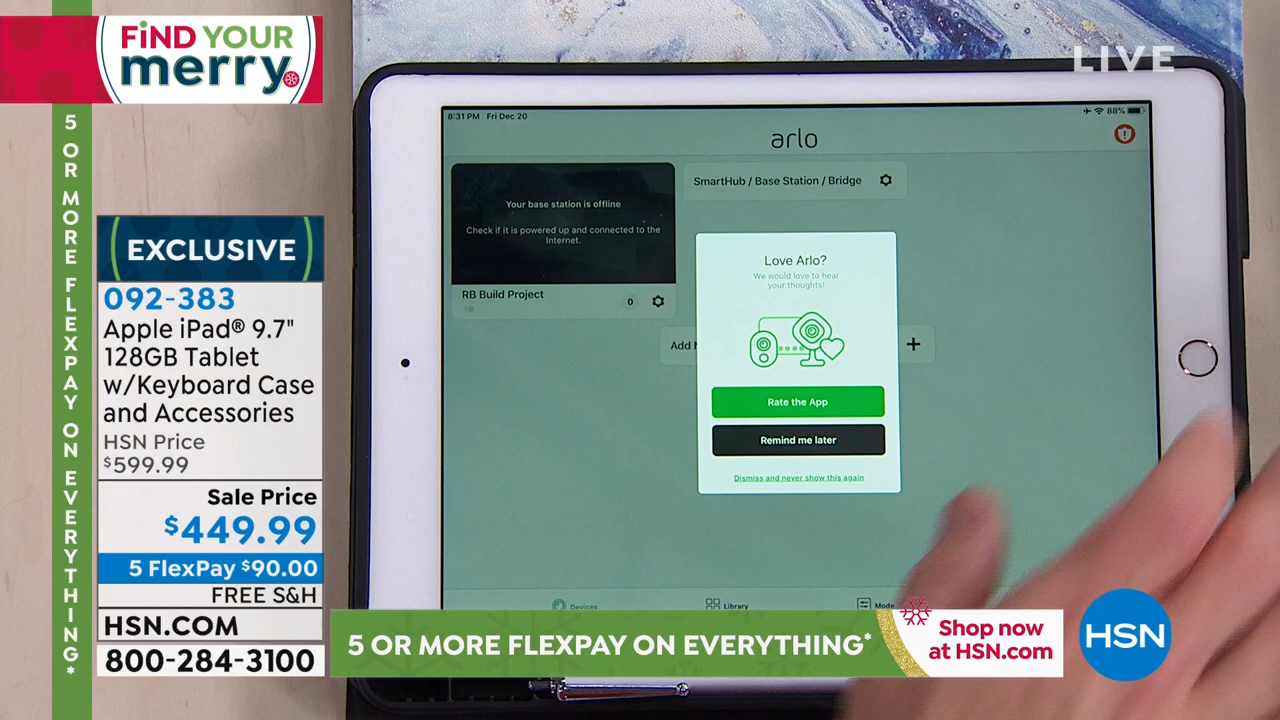 FiND YOUR
merry
LIVE
5 OR MORE FLEXPAY ON EVERYTHING*
EXCLUSIVE
092-383
Apple iPad® 9.7"
128GB Tablet
w/Keyboard Case
and Accessories
HSN Price
$599.99
Sale Price
$449.99
5 FlexPay $90.00
FREE S&H
HSN.COM
800-284-3100
8:31 PM Fri Dec 20
88%
arlo
Your base station is offline
Check if it is powered up and connected to the
Internet.
RB Build Project
0
SmartHub / Base Station / Bridge
Add
Love Arlo?
We would love to hear
your thoughts!
Rate the App
Remind me later
Dismiss and never show this again
Devices
Library
Mode
5 OR MORE FLEXPAY ON EVERYTHING*
Shop now
at HSN.com
HSN